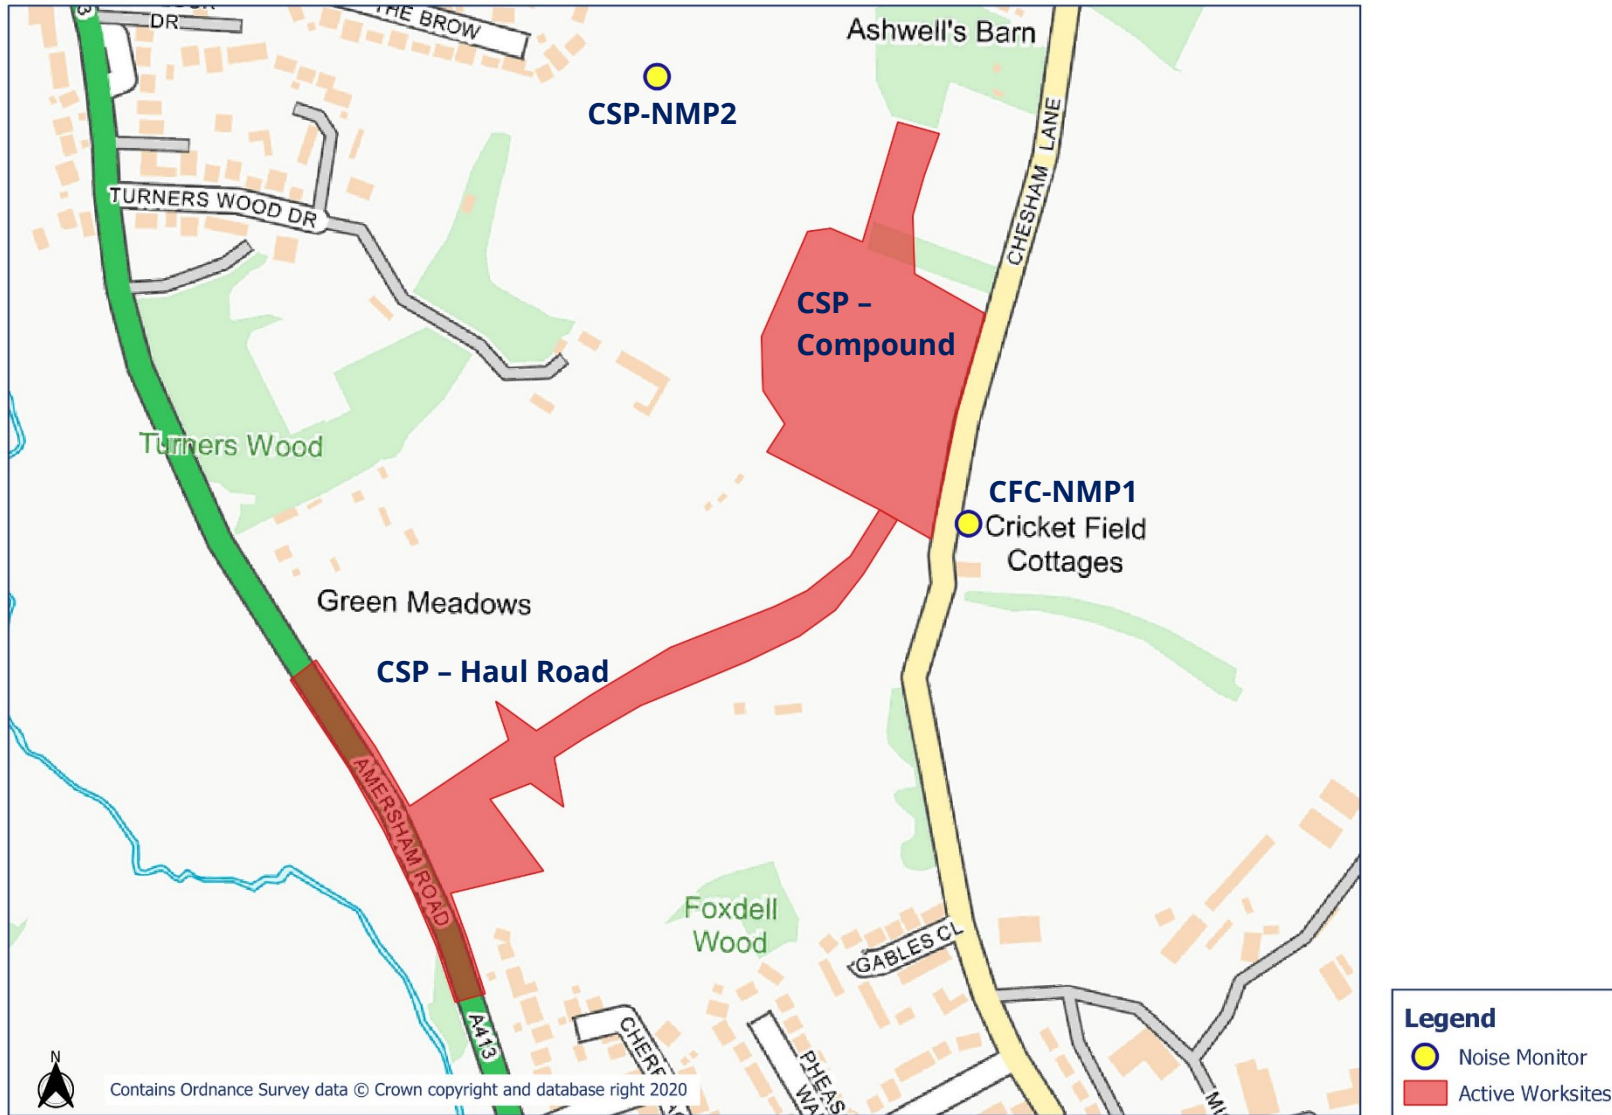 DR
THE BROW
Ashwell's Barn
CSP-NMP2
CHESHAM LANE
TURNERS WOOD DR
CSP –
Compound
Turners Wood
CFC-NMP1
Cricket Field
Cottages
Green Meadows
CSP – Haul Road
AMERSHAM ROAD
Foxdell
Wood
GABLES CL
A413
N
Contains Ordnance Survey data © Crown copyright and database right 2020
Legend
Noise Monitor
Active Worksites